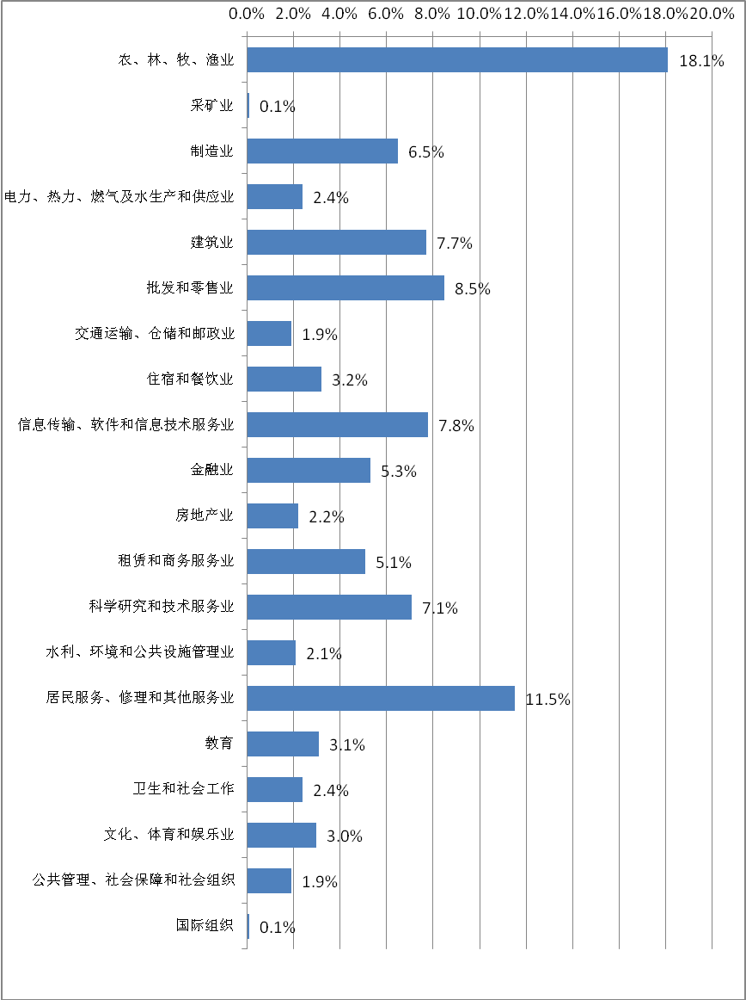 0.0% 2.0% 4.0% 6.0% 8.0% 10.0% 12.0% 14.0% 16.0% 18.0% 20.0%
农、林、牧、渔业 18.1%
采矿业 0.1%
制造业 6.5%
电力、热力、燃气及水生产和供应业 2.4%
建筑业 7.7%
批发和零售业 8.5%
交通运输、仓储和邮政业 1.9%
住宿和餐饮业 3.2%
信息传输、软件和信息技术服务业 7.8%
金融业 5.3%
房地产业 2.2%
租赁和商务服务业 5.1%
科学研究和技术服务业 7.1%
水利、环境和公共设施管理业 2.1%
居民服务、修理和其他服务业 11.5%
教育 3.1%
卫生和社会工作 2.4%
文化、体育和娱乐业 3.0%
公共管理、社会保障和社会组织 1.9%
国际组织 0.1%